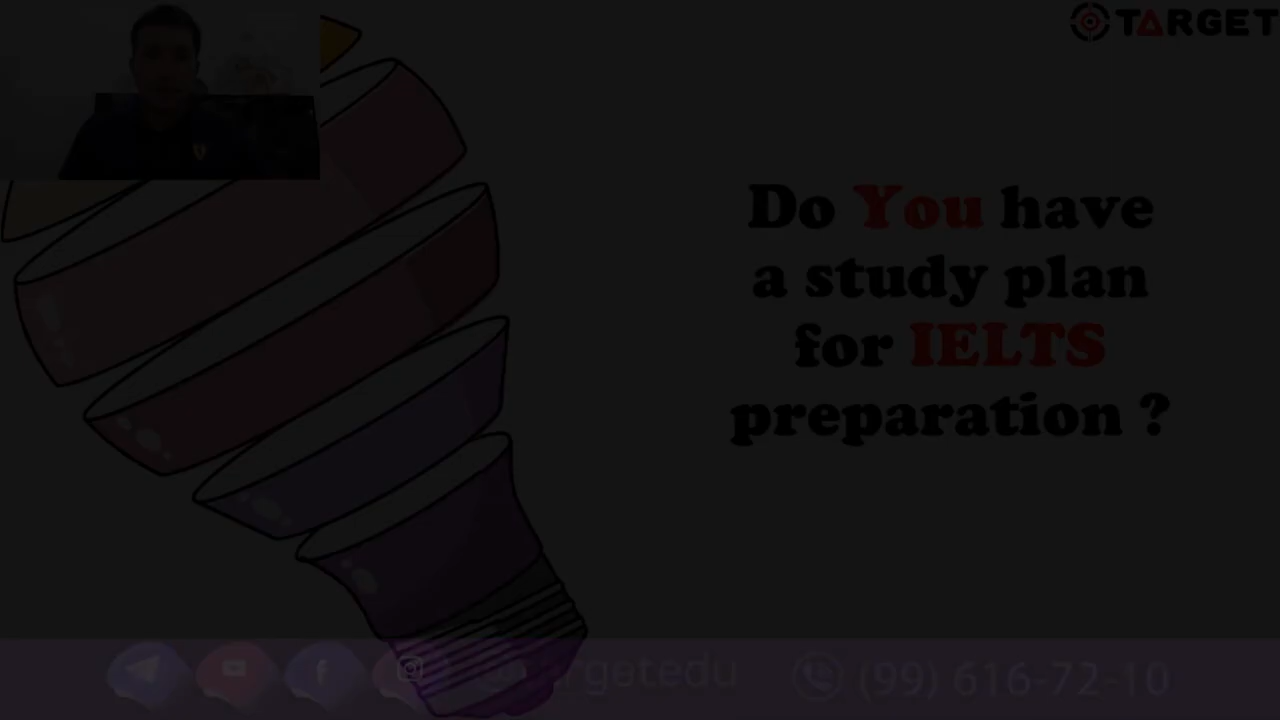 TARGET
Do You have
a study plan
for IELTS
preparation ?
(99) 616-72-10